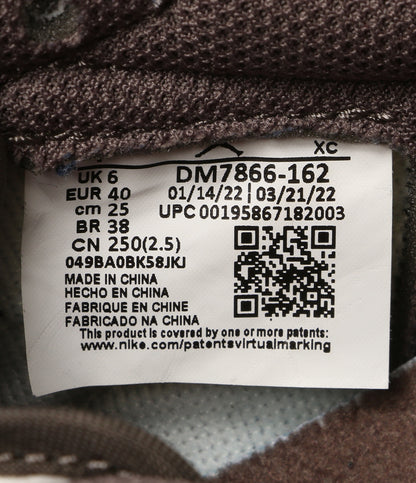 XC
UK 6
DM7866-162
EUR 40
01/14/22 | 03/21/22
cm 25
UPC 00195867182003
BR 38
CN 250(2.5)
049BA0BK58JKJ
MADE IN CHINA
HECHO EN CHINA
FABRIQUE EN CHINE
FABRICADO NA CHINA
This product is covered by one or more patents:
www.nike.com/patentsvirtualmarking